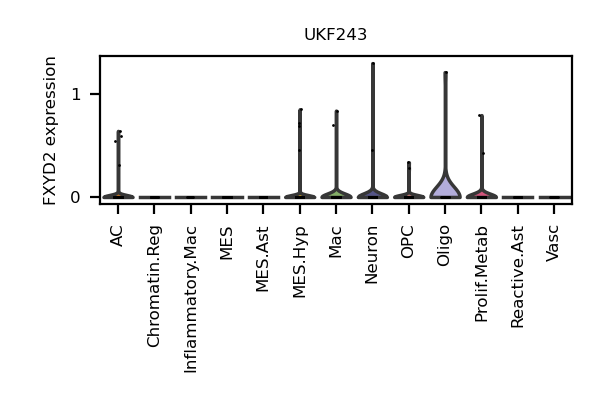 UKF243
FXYD2 expression
1
0
AC
Chromatin.Reg
Inflammatory.Mac
MES
MES.Ast
MES.Hyp
Mac
Neuron
OPC
Oligo
Prolif.Metab
Reactive.Ast
Vasc